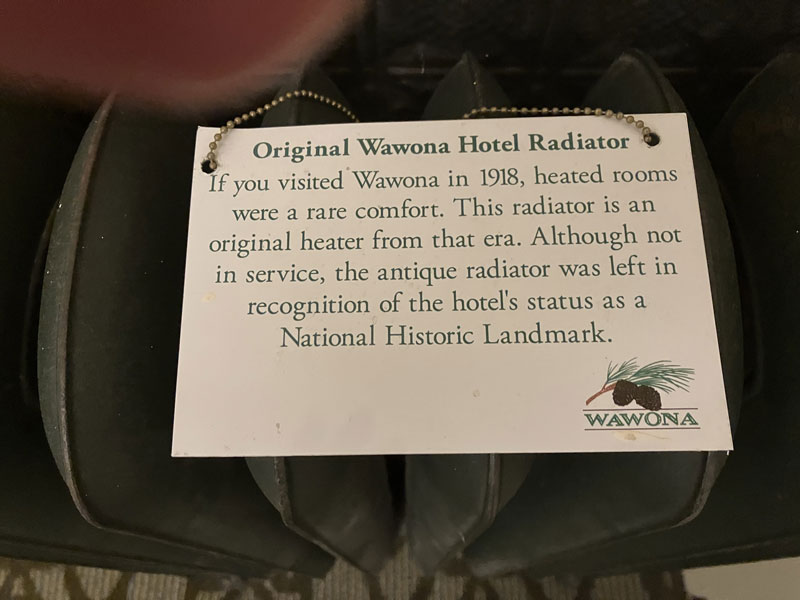 Original Wawona Hotel Radiator
If you visited Wawona in 1918, heated rooms
were a rare comfort. This radiator is an
original heater from that era. Although not
in service, the antique radiator was left in
recognition of the hotel's status as a
National Historic Landmark.
WAWONA